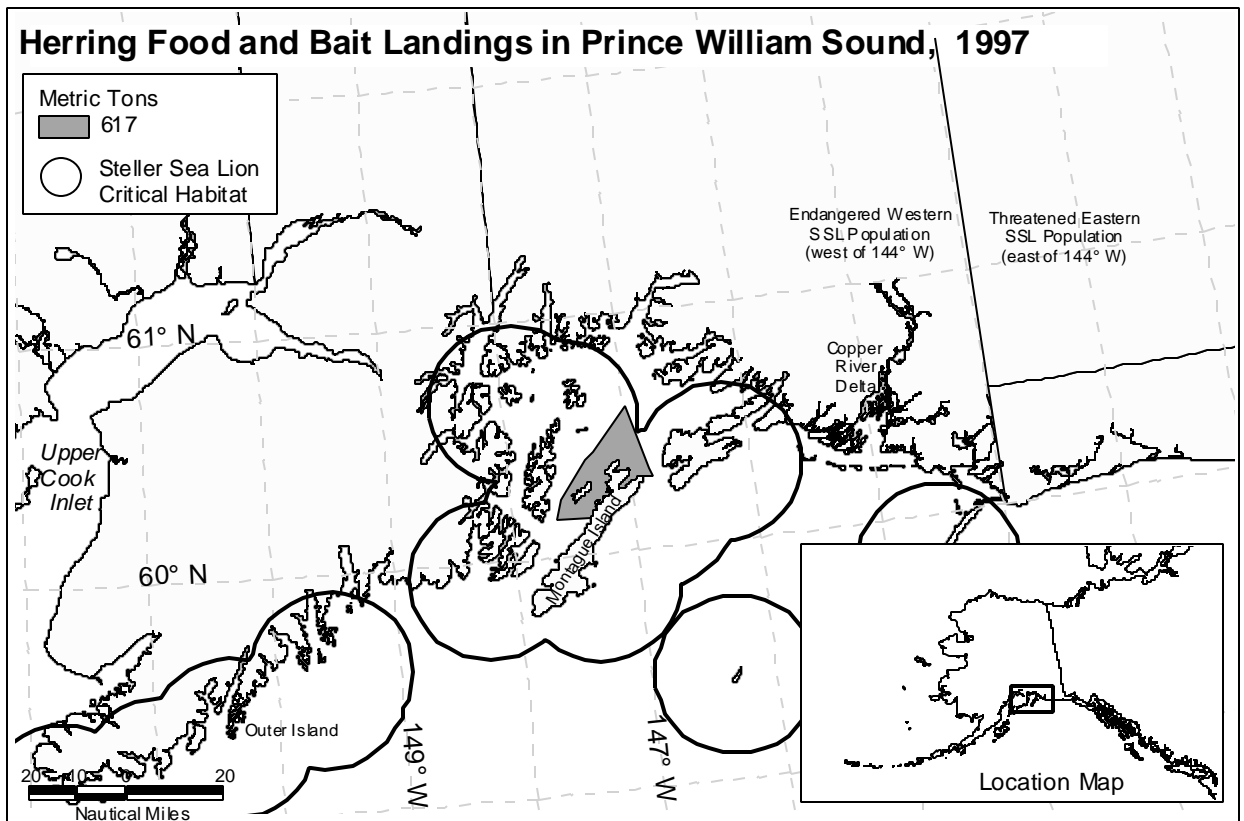 Herring Food and Bait Landings in Prince William Sound, 1997
Metric Tons
617
Steller Sea Lion
Critical Habitat
Endangered Western
SSL Population
(west of 144° W)
Threatened Eastern
SSL Population
(east of 144° W)
61° N
Copper
River
Delta
Upper
Cook
Inlet
Montague Island
60° N
Outer Island
149° W
147° W
20 10 0 20
Nautical Miles
Location Map